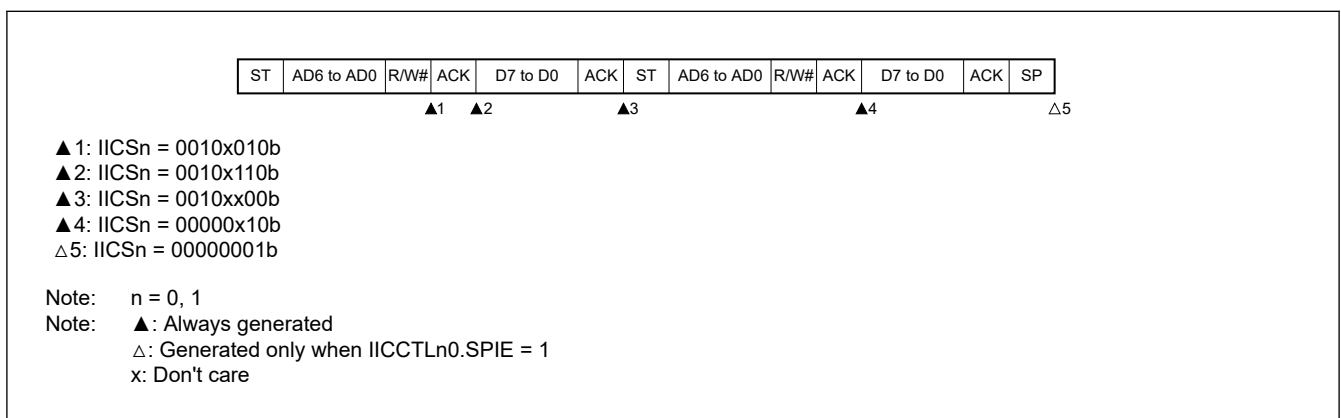 ST AD6 to AD0 R/W# ACK D7 to D0 ACK ST AD6 to AD0 R/W# ACK D7 to D0 ACK SP
▲1 ▲2 ▲3 ▲4 △5
▲1: IICSn = 0010x010b
▲2: IICSn = 0010x110b
▲3: IICSn = 0010xx00b
▲4: IICSn = 00000x10b
△5: IICSn = 00000001b
Note: n = 0, 1
Note: ▲: Always generated
△: Generated only when IICCTLn0.SPIE = 1
x: Don't care